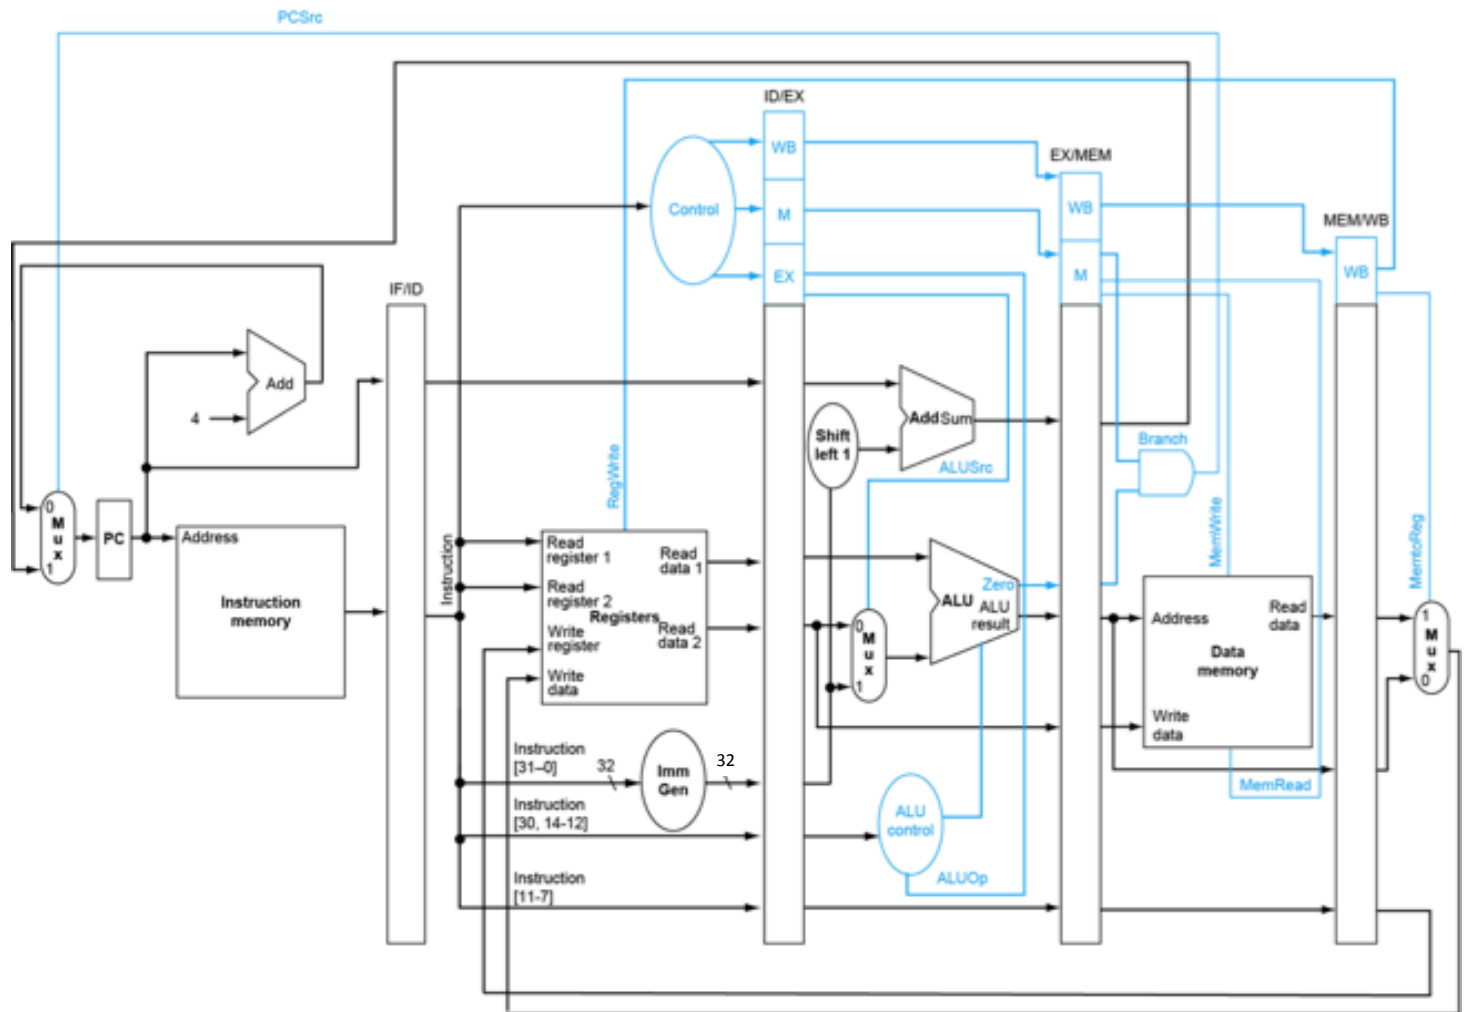 PCSrc
ID/EX
WB
EX/MEM
Control
M
WB
MEM/WB
EX
M
WB
IF/ID
Add
4
Shift
left 1
Add Sum
Branch
ALUSrc
RegWrite
MemWrite
MemtoReg
0
M
u
x
1
PC
Address
Instruction
memory
Instruction
Read
register 1
Read
register 2
Registers
Write
register
Write
data
Read
data 1
Read
data 2
0
M
u
x
1
Zero
ALU
ALU
result
Address
Read
data
Data
memory
Write
data
1
M
u
x
0
Instruction
[31–0]
32
Imm
Gen
32
MemRead
Instruction
[30, 14-12]
ALU
control
Instruction
[11-7]
ALUOp